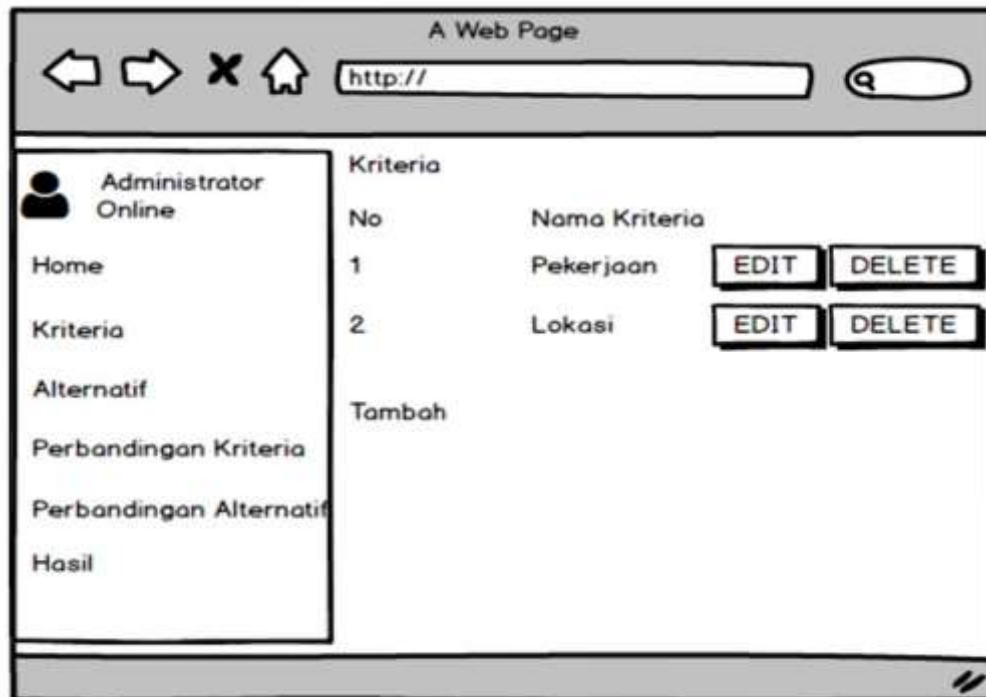 A Web Page
http://
Administrator
Online
Home
Kriteria
Alternatif
Perbandingan Kriteria
Perbandingan Alternatif
Hasil
Kriteria
No Nama Kriteria
1 Pekerjaan EDIT DELETE
2 Lokasi EDIT DELETE
Tambah